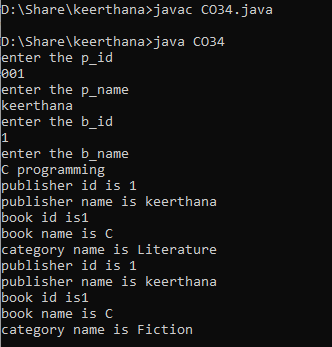 D:\Share\keerthana>javac CO34.java
D:\Share\keerthana>java CO34
enter the p_id
001
enter the p_name
keerthana
enter the b_id
1
enter the b_name
C programming
publisher id is 1
publisher name is keerthana
book id is1
book name is C
category name is Literature
publisher id is 1
publisher name is keerthana
book id is1
book name is C
category name is Fiction